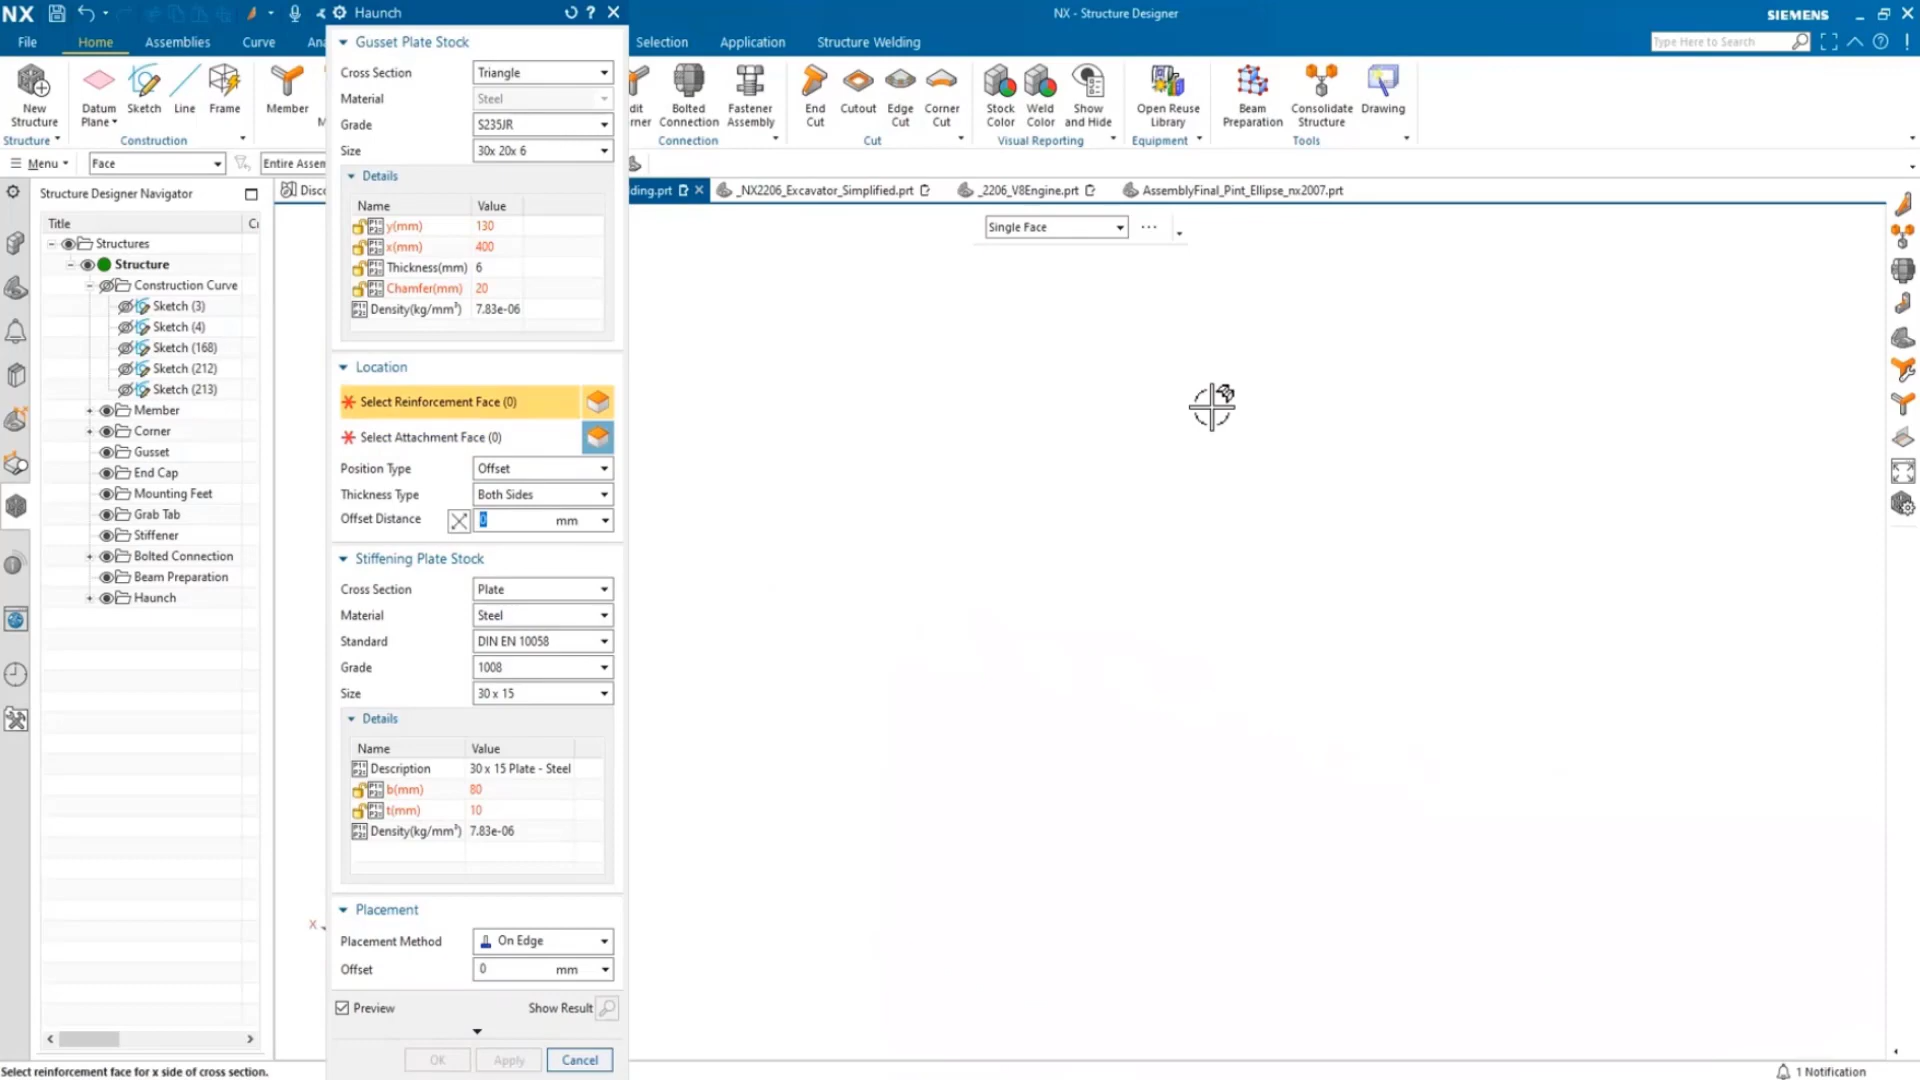 NX
Haunch
NX - Structure Designer
SIEMENS
File
Home
Assemblies
Curve
Selection
Application
Structure Welding
Type Here to Search
New Structure
Datum Plane
Sketch
Line
Frame
Member
Bolted Connection
Fastener Assembly
End Cut
Cutout
Edge Cut
Corner Cut
Stock Color
Weld Color
Show and Hide
Open Reuse Library
Beam Preparation
Consolidate Structure
Drawing
Structure
Construction
Connection
Cut
Visual Reporting
Equipment
Tools
Menu
Face
Entire Assem
Structure Designer Navigator
Disco
ding.prt
_NX2206_Excavator_Simplified.prt
_2206_V8Engine.prt
AssemblyFinal_Pint_Ellipse_nx2007.prt
Single Face
Title
Structures
Structure
Construction Curve
Sketch (3)
Sketch (4)
Sketch (168)
Sketch (212)
Sketch (213)
Member
Corner
Gusset
End Cap
Mounting Feet
Grab Tab
Stiffener
Bolted Connection
Beam Preparation
Haunch
Gusset Plate Stock
Cross Section Triangle
Material Steel
Grade S235JR
Size 30x 20x 6
Details
Name Value
y(mm) 130
x(mm) 400
Thickness(mm) 6
Chamfer(mm) 20
Density(kg/mm³) 7.83e-06
Location
* Select Reinforcement Face (0)
* Select Attachment Face (0)
Position Type Offset
Thickness Type Both Sides
Offset Distance 0 mm
Stiffening Plate Stock
Cross Section Plate
Material Steel
Standard DIN EN 10058
Grade 1008
Size 30 x 15
Details
Name Value
Description 30 x 15 Plate - Steel
b(mm) 80
t(mm) 10
Density(kg/mm³) 7.83e-06
Placement
Placement Method On Edge
Offset 0 mm
Preview Show Result
OK Apply Cancel
X
Select reinforcement face for x side of cross section.
1 Notification